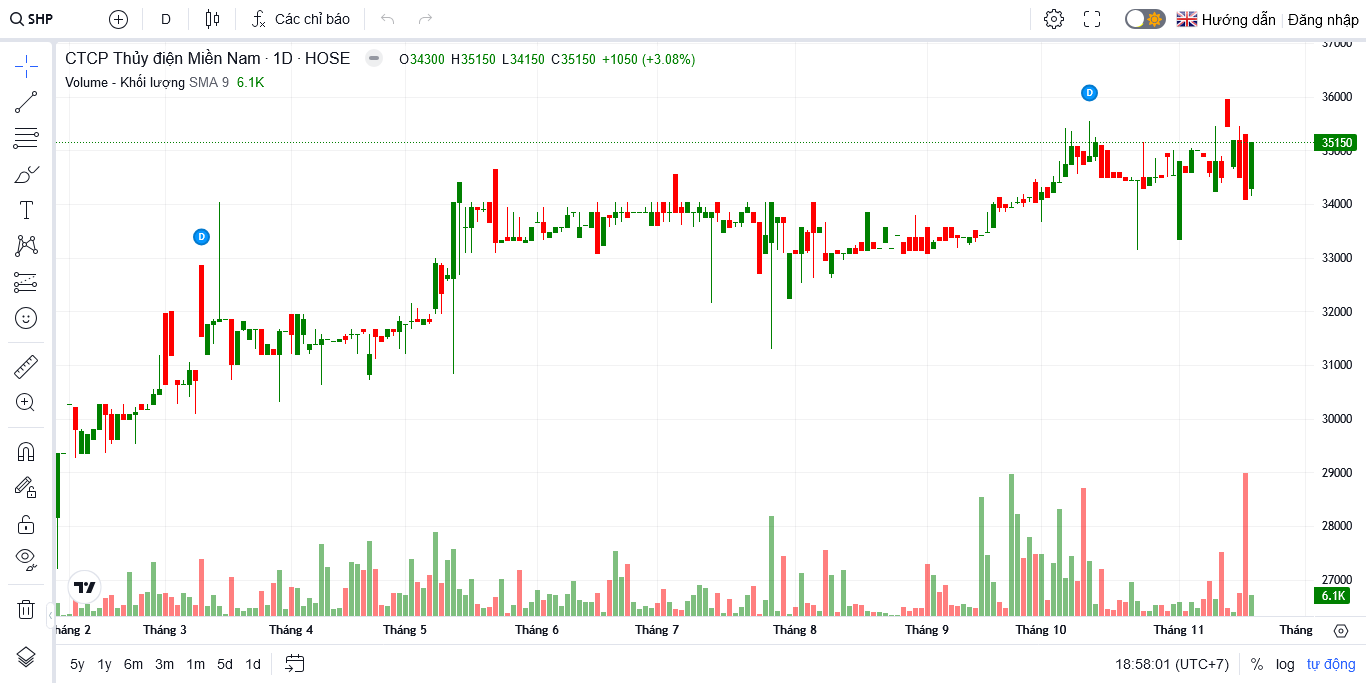 SHP D Các chỉ báo Hướng dẫn Đăng nhập
CTCP Thủy điện Miền Nam · 1D · HOSE O34300 H35150 L34150 C35150 +1050 (+3.08%)
Volume - Khối lượng SMA 9 6.1K
37000
36000
35150
35000
34000
33000
32000
31000
30000
29000
28000
27000
6.1K
D
D
háng 2 Tháng 3 Tháng 4 Tháng 5 Tháng 6 Tháng 7 Tháng 8 Tháng 9 Tháng 10 Tháng 11 Tháng
5y 1y 6m 3m 1m 5d 1d 18:58:01 (UTC+7) % log tự động